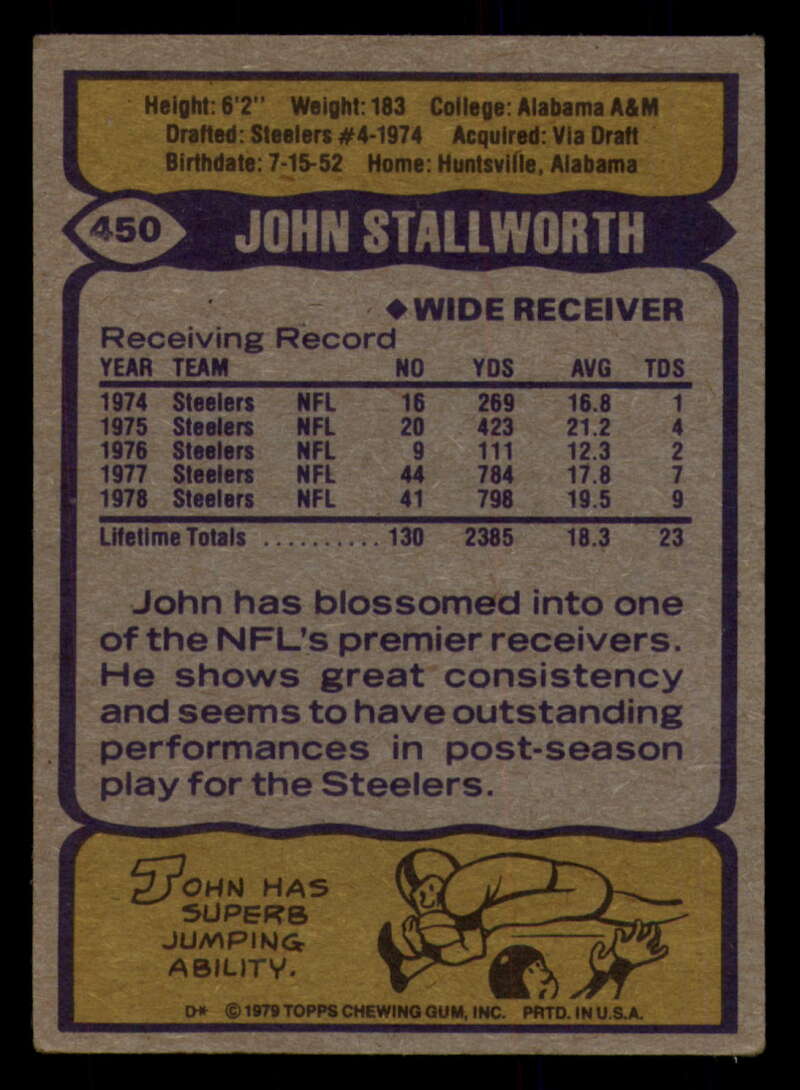 Height: 6'2" Weight: 183 College: Alabama A&M
Drafted: Steelers #4-1974 Acquired: Via Draft
Birthdate: 7-15-52 Home: Huntsville, Alabama
450 JOHN STALLWORTH
◆WIDE RECEIVER
Receiving Record
YEAR TEAM NO YDS AVG TDS
1974 Steelers NFL 16 269 16.8 1
1975 Steelers NFL 20 423 21.2 4
1976 Steelers NFL 9 111 12.3 2
1977 Steelers NFL 44 784 17.8 7
1978 Steelers NFL 41 798 19.5 9
Lifetime Totals .......... 130 2385 18.3 23
John has blossomed into one
of the NFL's premier receivers.
He shows great consistency
and seems to have outstanding
performances in post-season
play for the Steelers.
JOHN HAS
SUPERB
JUMPING
ABILITY.
D* © 1979 TOPPS CHEWING GUM, INC. PRTD. IN U.S.A.